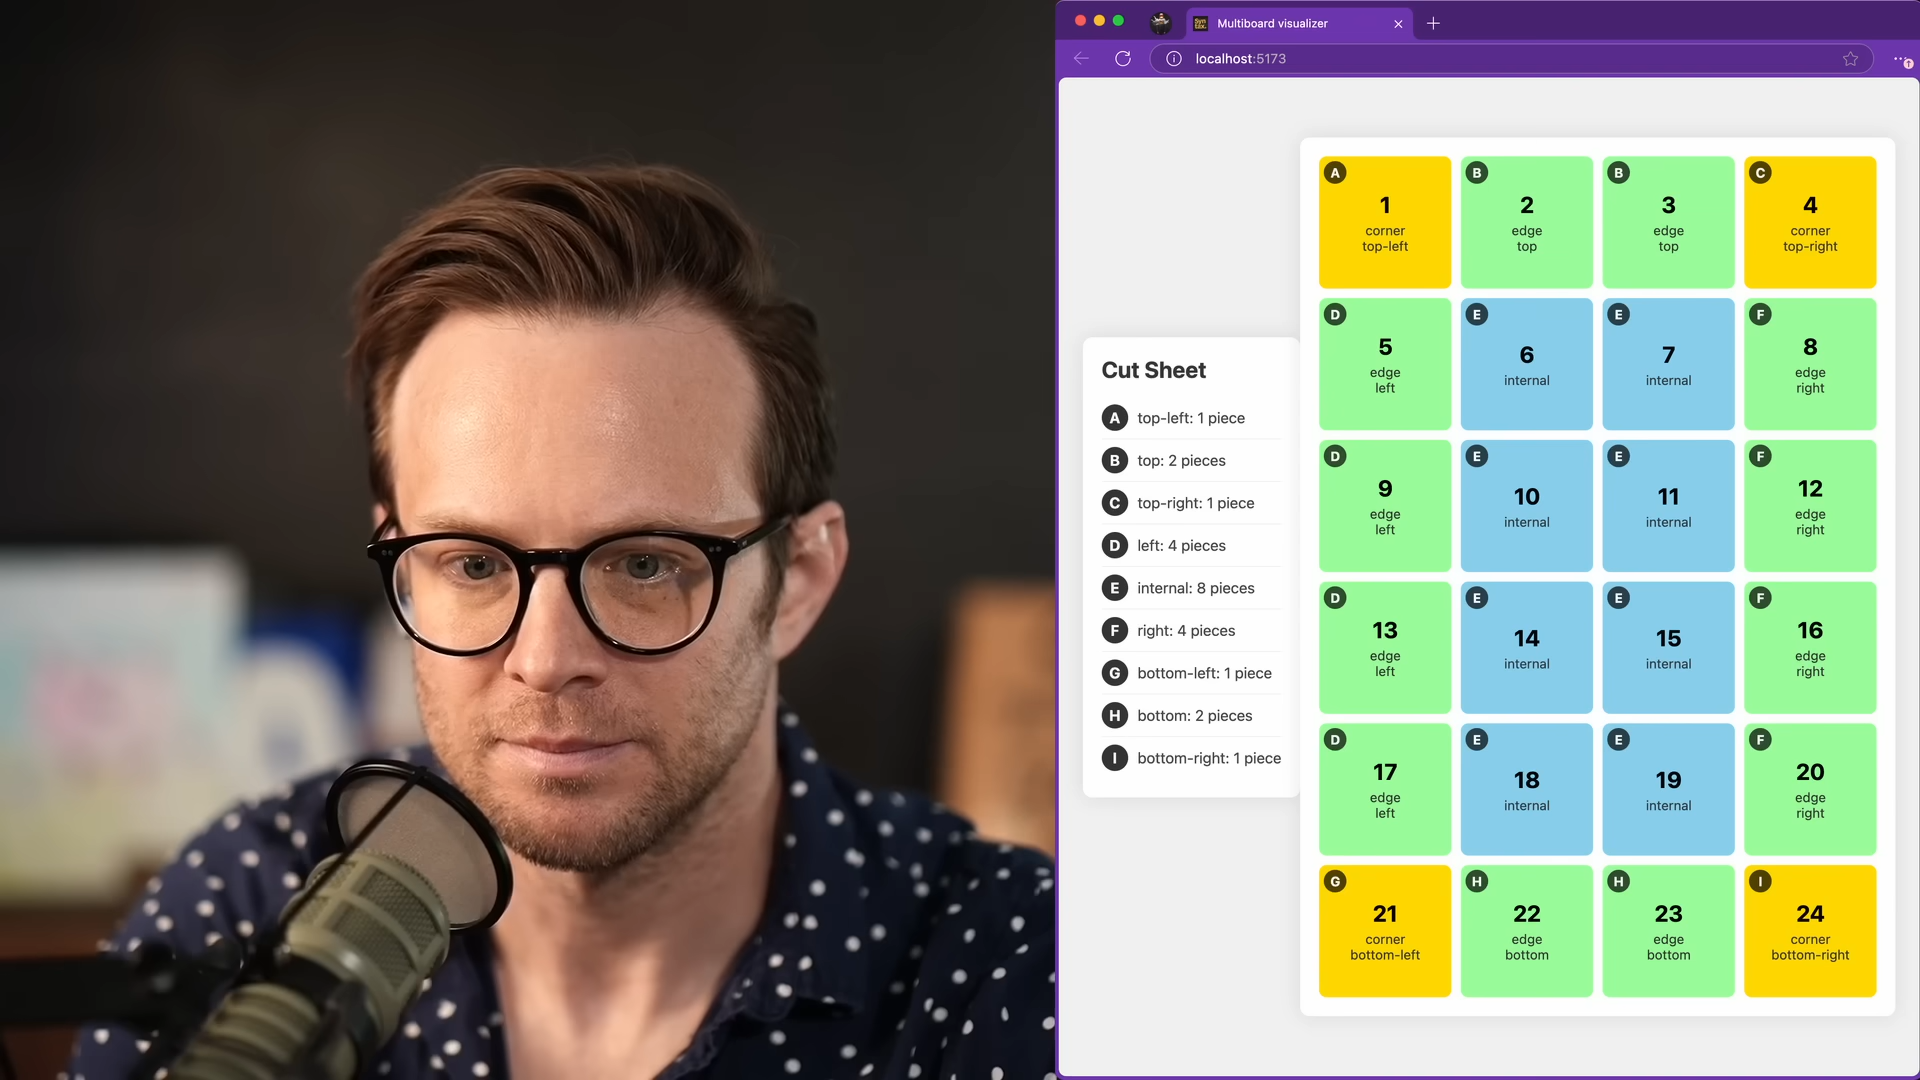 Multiboard visualizer
localhost:5173
Cut Sheet
A top-left: 1 piece
B top: 2 pieces
C top-right: 1 piece
D left: 4 pieces
E internal: 8 pieces
F right: 4 pieces
G bottom-left: 1 piece
H bottom: 2 pieces
I bottom-right: 1 piece
A
1
corner
top-left
B
2
edge
top
B
3
edge
top
C
4
corner
top-right
D
5
edge
left
E
6
internal
E
7
internal
F
8
edge
right
D
9
edge
left
E
10
internal
E
11
internal
F
12
edge
right
D
13
edge
left
E
14
internal
E
15
internal
F
16
edge
right
D
17
edge
left
E
18
internal
E
19
internal
F
20
edge
right
G
21
corner
bottom-left
H
22
edge
bottom
H
23
edge
bottom
I
24
corner
bottom-right